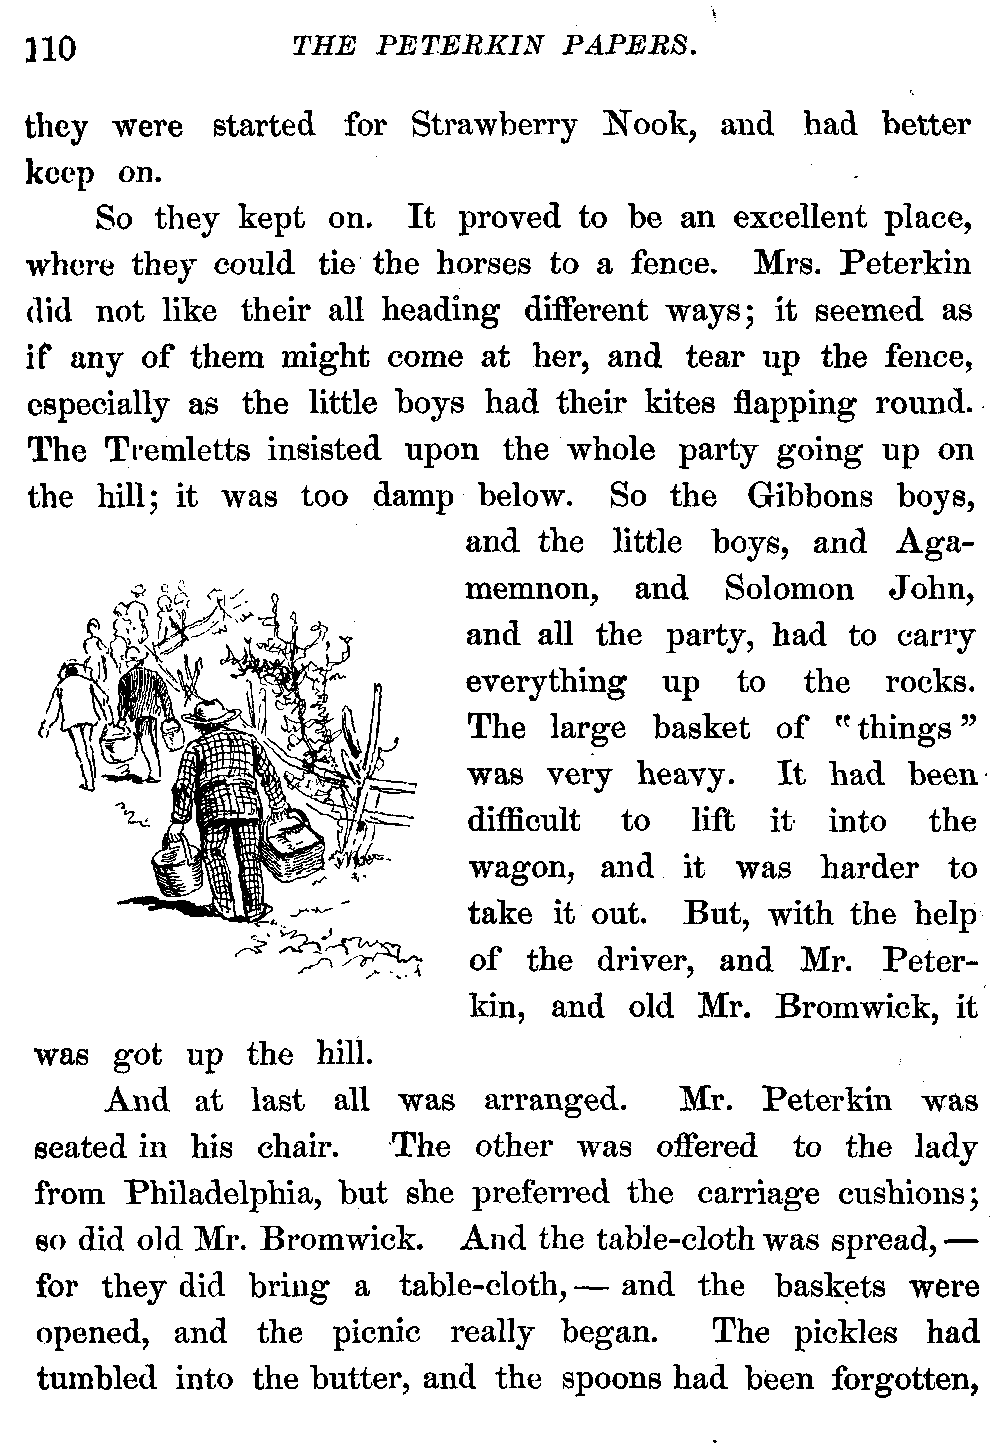 110 THE PETERKIN PAPERS.
they were started for Strawberry Nook, and had better
keep on.
So they kept on. It proved to be an excellent place,
where they could tie the horses to a fence. Mrs. Peterkin
did not like their all heading different ways; it seemed as
if any of them might come at her, and tear up the fence,
especially as the little boys had their kites flapping round.
The Tremletts insisted upon the whole party going up on
the hill; it was too damp below. So the Gibbons boys,
and the little boys, and Aga-
memnon, and Solomon John,
and all the party, had to carry
everything up to the rocks.
The large basket of "things"
was very heavy. It had been
difficult to lift it into the
wagon, and it was harder to
take it out. But, with the help
of the driver, and Mr. Peter-
kin, and old Mr. Bromwick, it
was got up the hill.
And at last all was arranged. Mr. Peterkin was
seated in his chair. The other was offered to the lady
from Philadelphia, but she preferred the carriage cushions;
so did old Mr. Bromwick. And the table-cloth was spread,—
for they did bring a table-cloth,— and the baskets were
opened, and the picnic really began. The pickles had
tumbled into the butter, and the spoons had been forgotten,